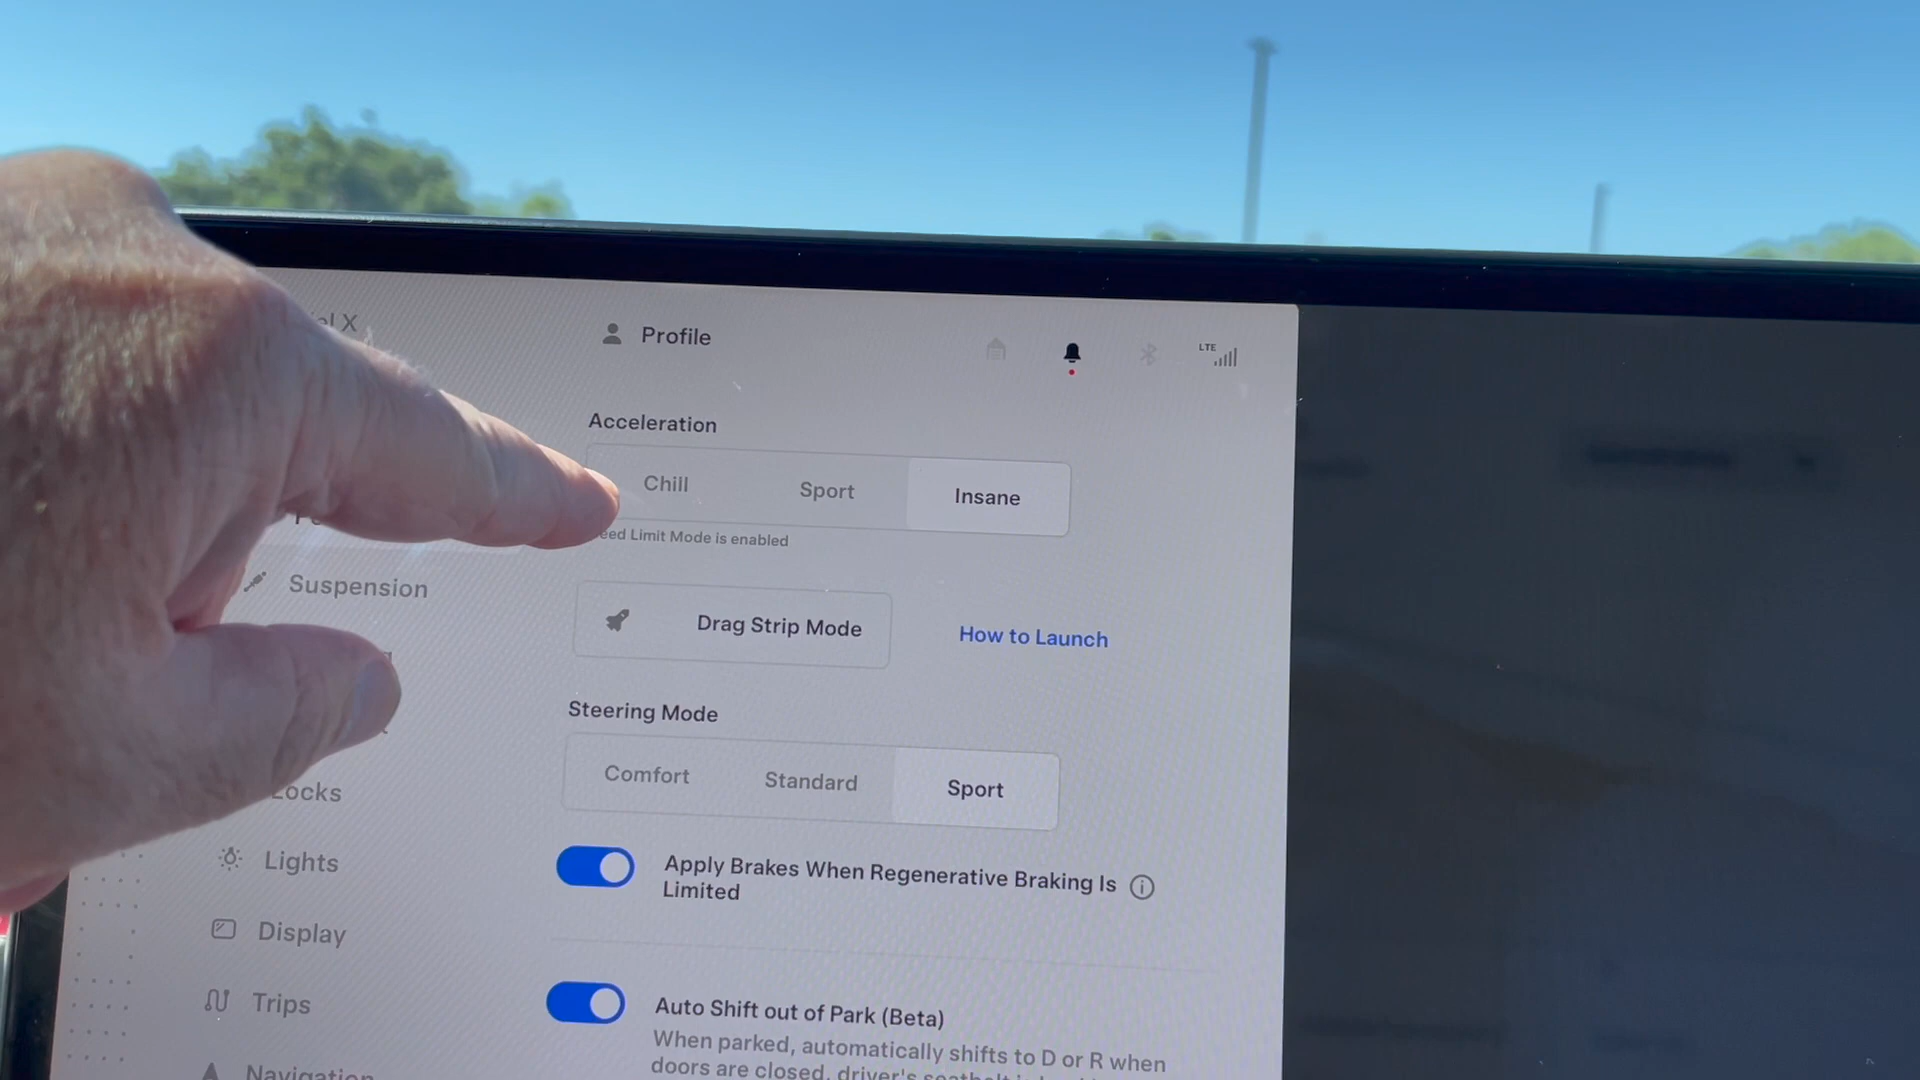 X
Profile
LTE
Acceleration
Chill Sport Insane
Limit Mode is enabled
Suspension
Drag Strip Mode
How to Launch
Steering Mode
Comfort Standard Sport
Locks
Lights
Apply Brakes When Regenerative Braking Is
Limited
Display
Trips
Auto Shift out of Park (Beta)
When parked, automatically shifts to D or R when
doors are closed, driver's
Navigation